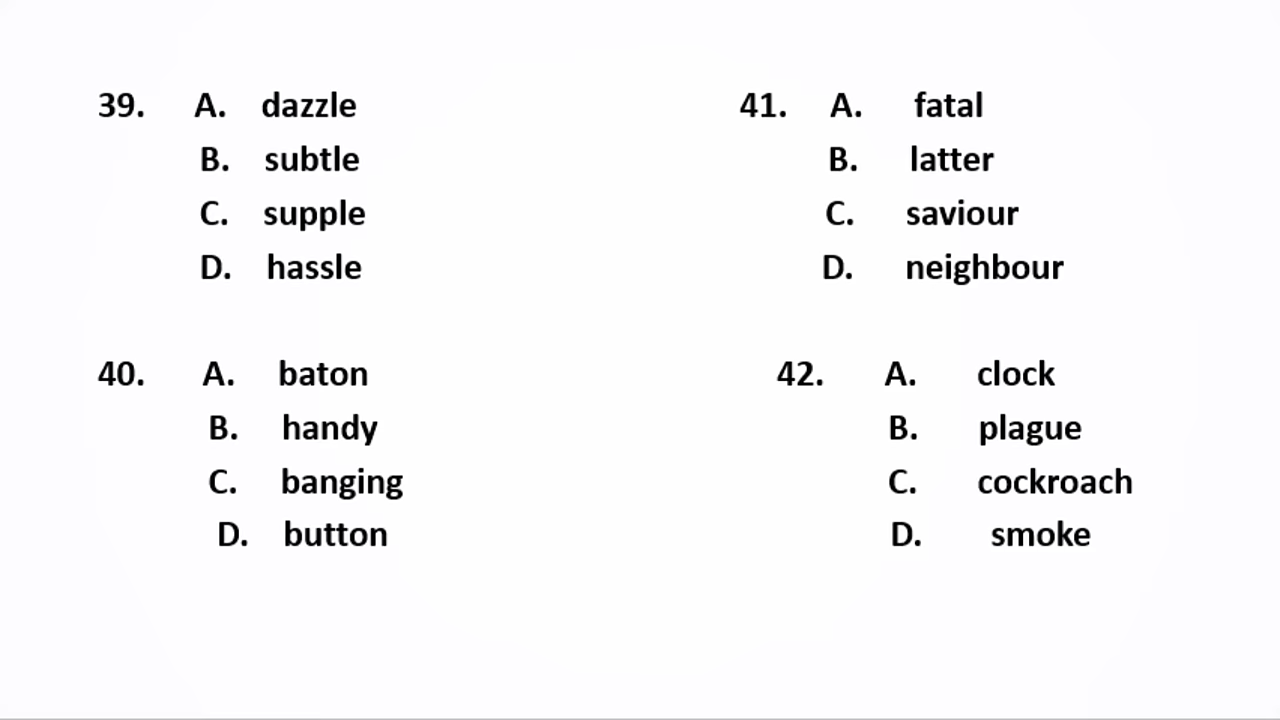 39. A. dazzle
B. subtle
C. supple
D. hassle
40. A. baton
B. handy
C. banging
D. button
41. A. fatal
B. latter
C. saviour
D. neighbour
42. A. clock
B. plague
C. cockroach
D. smoke